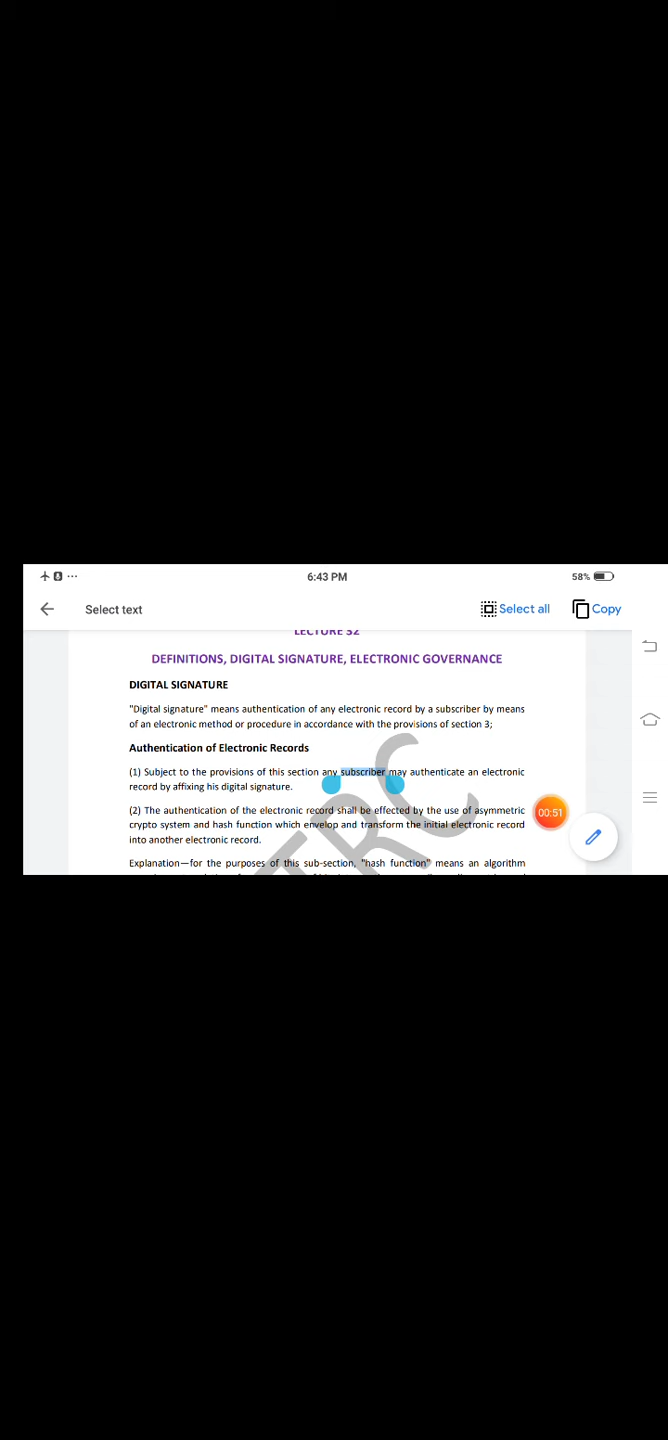 6:43 PM
58%
Select text
Select all
Copy
LECTURE 32
DEFINITIONS, DIGITAL SIGNATURE, ELECTRONIC GOVERNANCE
DIGITAL SIGNATURE
"Digital signature" means authentication of any electronic record by a subscriber by means
of an electronic method or procedure in accordance with the provisions of section 3;
Authentication of Electronic Records
(1) Subject to the provisions of this section any subscriber may authenticate an electronic
record by affixing his digital signature.
(2) The authentication of the electronic record shall be effected by the use of asymmetric
crypto system and hash function which envelop and transform the initial electronic record
into another electronic record.
00:51
Explanation—for the purposes of this sub-section, "hash function" means an algorithm
TRC